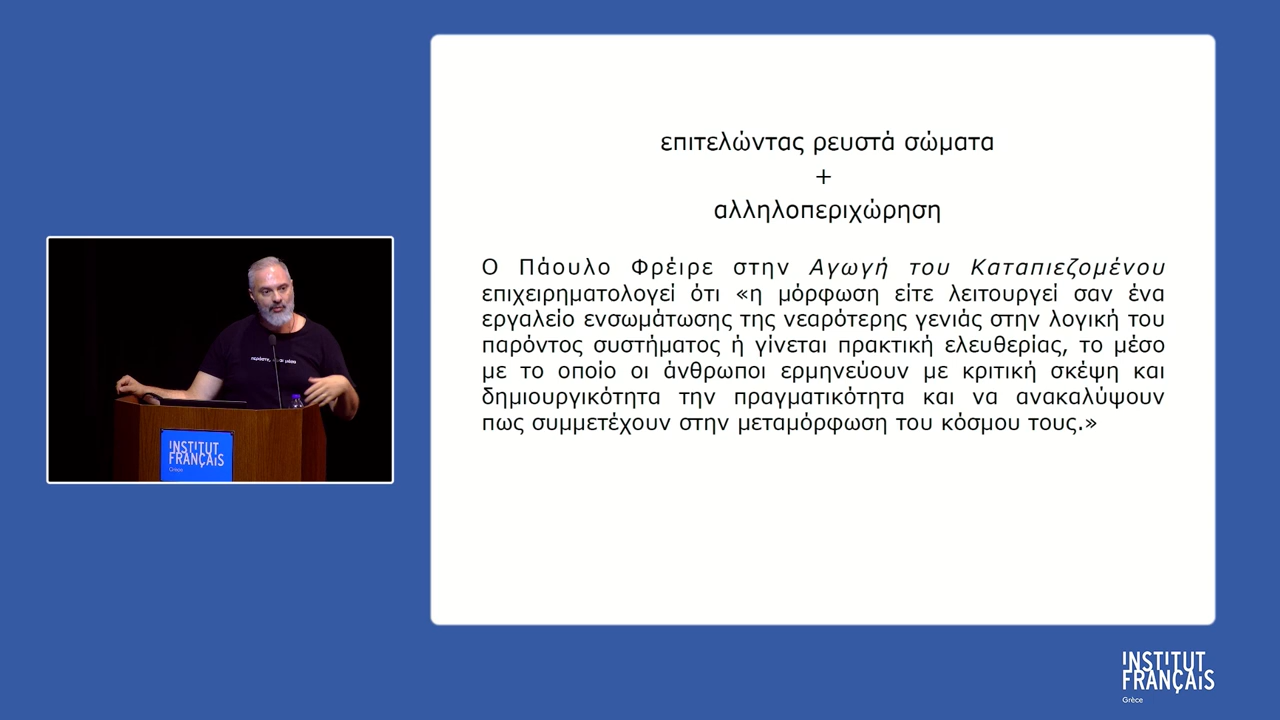 επιτελώντας ρευστά σώματα
+
αλληλοπεριχώρηση
Ο Πάουλο Φρέιρε στην Αγωγή του Καταπιεζομένου
επιχειρηματολογεί ότι «η μόρφωση είτε λειτουργεί σαν ένα
εργαλείο ενσωμάτωσης της νεαρότερης γενιάς στην λογική του
παρόντος συστήματος ή γίνεται πρακτική ελευθερίας, το μέσο
με το οποίο οι άνθρωποι ερμηνεύουν με κριτική σκέψη και
δημιουργικότητα την πραγματικότητα και να ανακαλύψουν
πως συμμετέχουν στην μεταμόρφωση του κόσμου τους.»
INSTITUT
FRANÇAIS
Grèce
INSTITUT
FRANÇAIS
Grèce